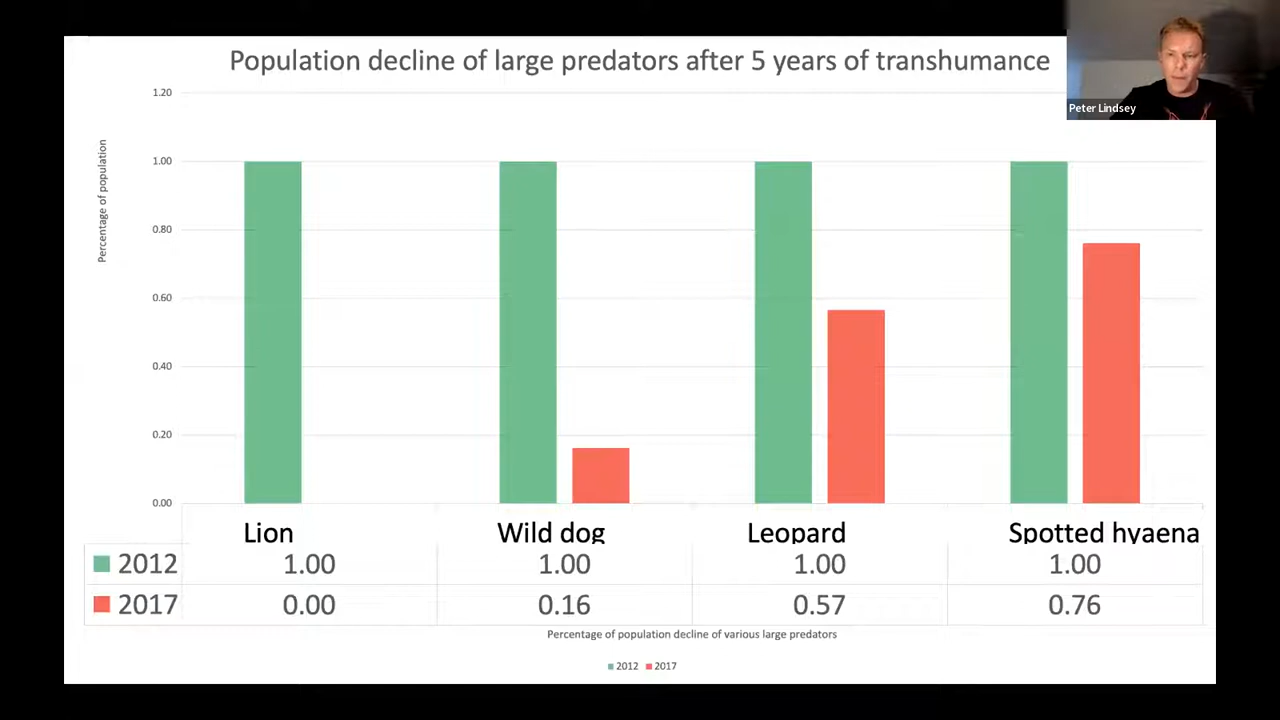 Population decline of large predators after 5 years of transhumance
Peter Lindsey
Percentage of population
1.20
1.00
0.80
0.60
0.40
0.20
0.00
Lion Wild dog Leopard Spotted hyaena
2012 1.00 1.00 1.00 1.00
2017 0.00 0.16 0.57 0.76
Percentage of population decline of various large predators
2012 2017